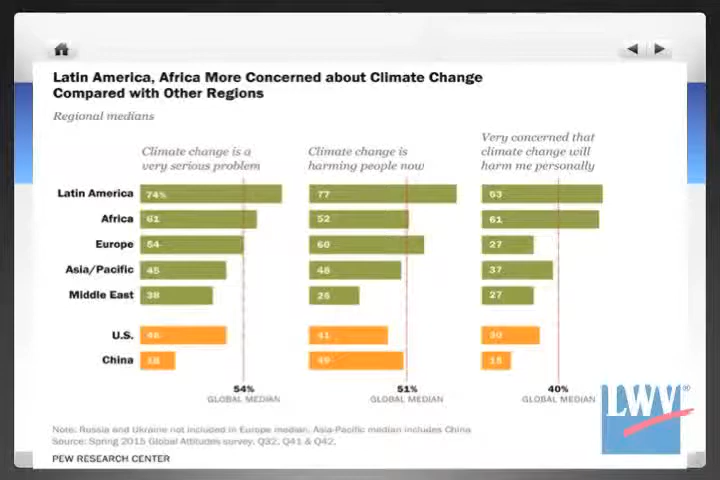 Latin America, Africa More Concerned about Climate Change
Compared with Other Regions
Regional medians
Climate change is a very serious problem
Climate change is harming people now
Very concerned that climate change will harm me personally
Latin America 74% 77 63
Africa 61 52 61
Europe 54 60 27
Asia/Pacific 45 48 37
Middle East 38 26 27
U.S. 45 41 30
China 18 49 15
54% 51% 40%
GLOBAL MEDIAN GLOBAL MEDIAN GLOBAL MEDIAN
LWV®
Note: Russia and Ukraine not included in Europe median. Asia-Pacific median includes China
Source: Spring 2015 Global Attitudes survey. Q32, Q41 & Q42.
PEW RESEARCH CENTER